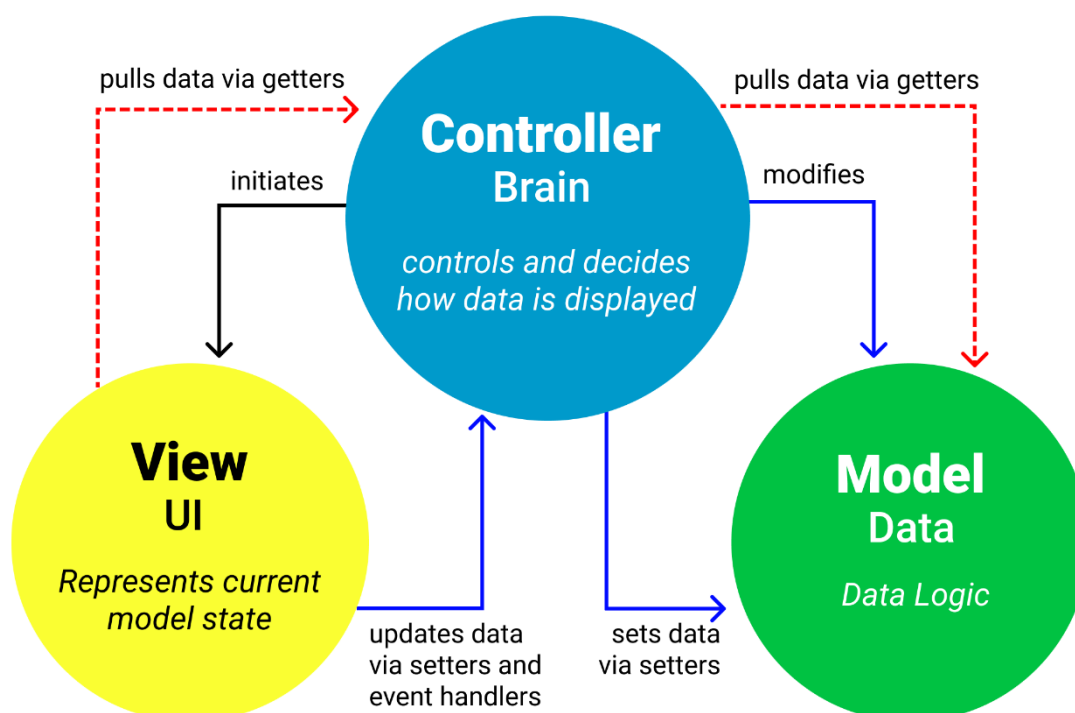 pulls data via getters
pulls data via getters
Controller
Brain
initiates
modifies
controls and decides
how data is displayed
View
UI
Represents current
model state
Model
Data
Data Logic
updates data
via setters and
event handlers
sets data
via setters